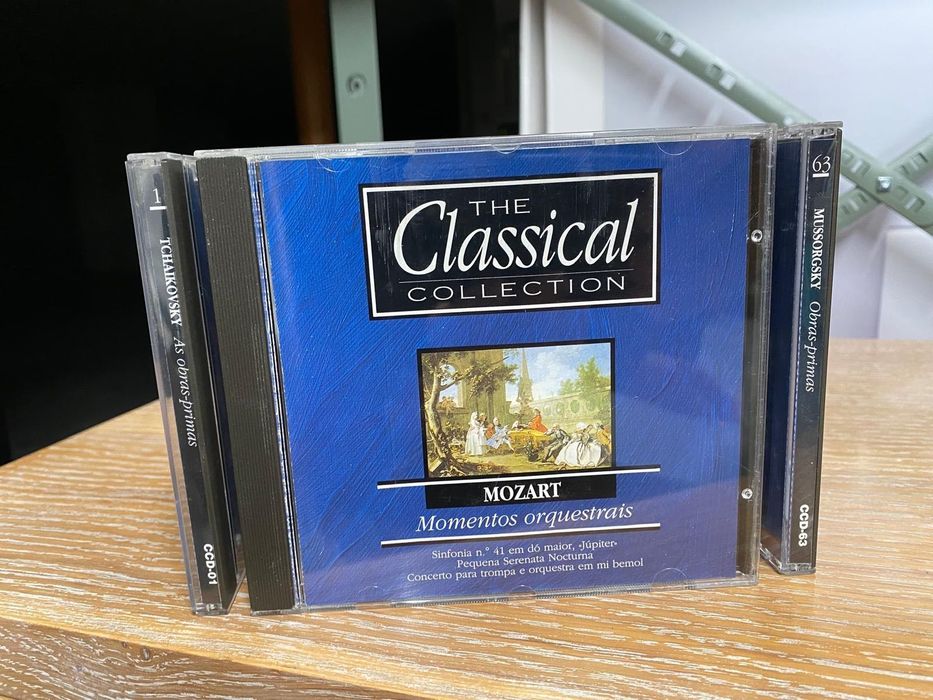 1
TCHAIKOVSKY As obras-primas
CCD-01
THE
Classical
COLLECTION
MOZART
Momentos orquestrais
Sinfonia n.° 41 em dó maior, «Júpiter»
Pequena Serenata Nocturna
Concerto para trompa e orquestra em mi bemol
63
MUSSORGSKY Obras-primas
CCD-63